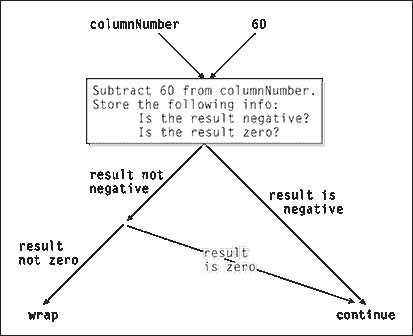 columnNumber 60
Subtract 60 from columnNumber.
Store the following info:
Is the result negative?
Is the result zero?
result not
negative
result is
negative
result
not zero
result
is zero
wrap continue